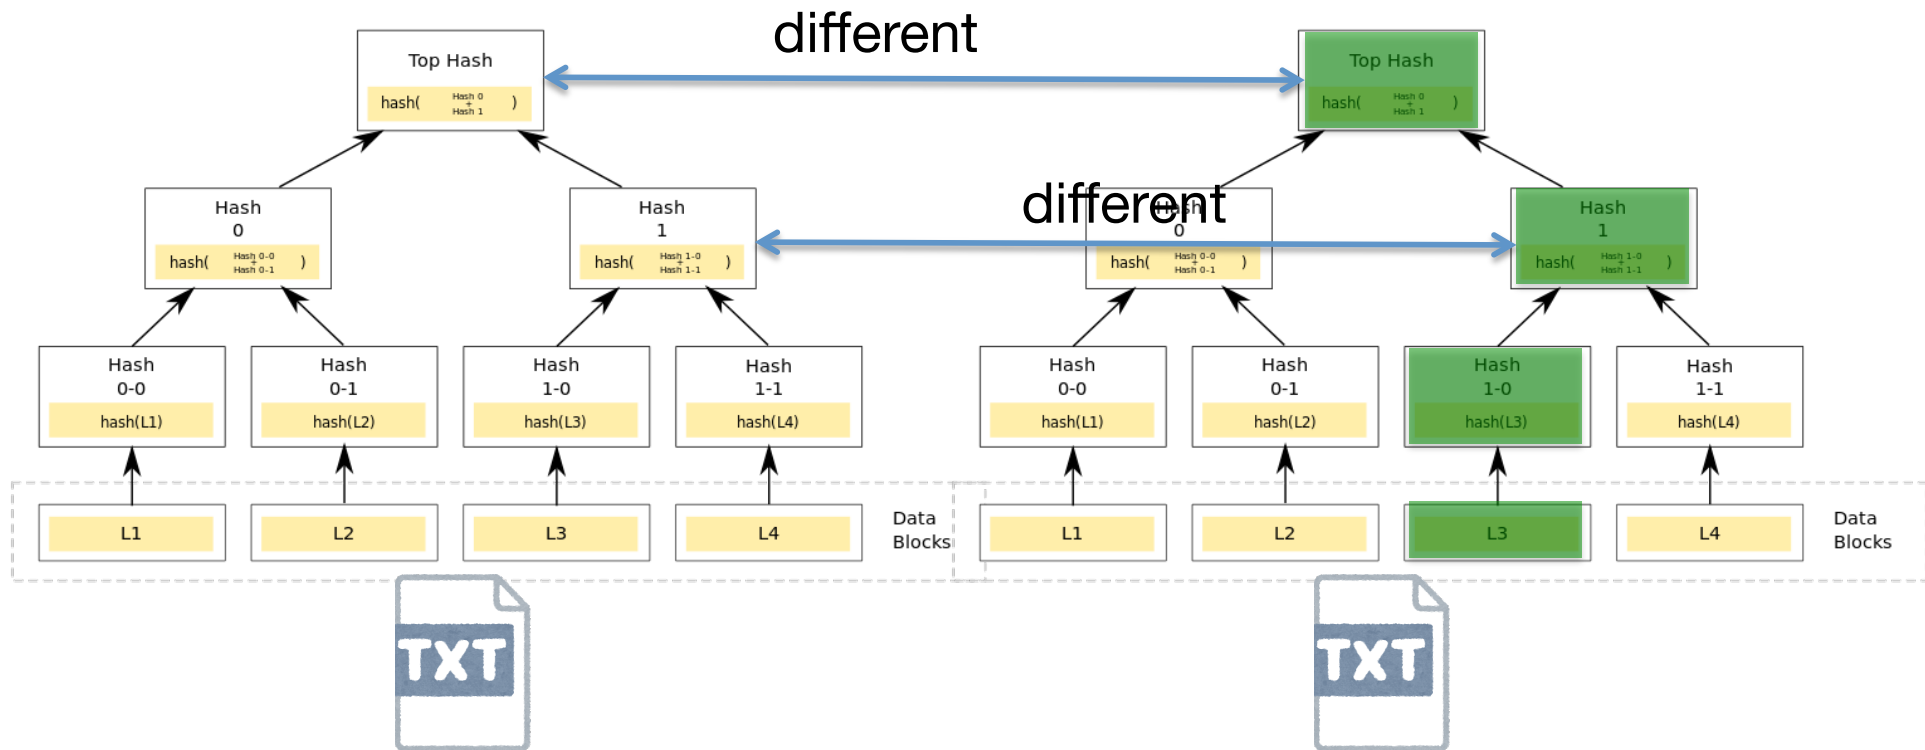 different
Top Hash
hash( Hash 0 + Hash 1 )
Top Hash
hash( Hash 0 + Hash 1 )
different
Hash
0
hash( Hash 0-0 + Hash 0-1 )
Hash
1
hash( Hash 1-0 + Hash 1-1 )
Hash
0
hash( Hash 0-0 + Hash 0-1 )
Hash
1
hash( Hash 1-0 + Hash 1-1 )
Hash
0-0
hash(L1)
Hash
0-1
hash(L2)
Hash
1-0
hash(L3)
Hash
1-1
hash(L4)
Hash
0-0
hash(L1)
Hash
0-1
hash(L2)
Hash
1-0
hash(L3)
Hash
1-1
hash(L4)
L1
L2
L3
L4
Data
Blocks
L1
L2
L3
L4
Data
Blocks
TXT
TXT